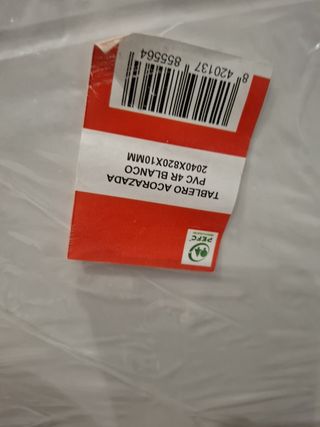 TABLERO ACORAZADA
PVC 4R BLANCO
2040X820X10MM
8 420137 855564
PEFC